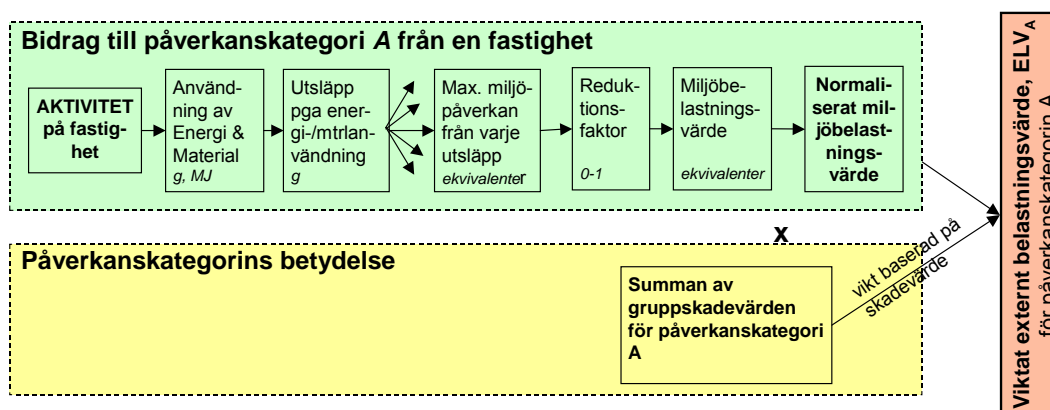 Bidrag till påverkanskategori A från en fastighet
AKTIVITET
på fastig-
het
Använd-
ning av
Energi &
Material
g, MJ
Utsläpp
pga ener-
gi-/mtrlan-
vändning
g
Max. miljö-
påverkan
från varje
utsläpp
ekvivalenter
Reduk-
tions-
faktor
0-1
Miljöbe-
lastnings-
värde
ekvivalenter
Normali-
serat mil-
jöbelast-
nings-
värde
x
Påverkanskategorins betydelse
Summan av
gruppskadevärden
för påverkanskategori
A
vikt baserad på
skadevärde
Viktat externt belastningsvärde, ELVA
för påverkanskategorin A